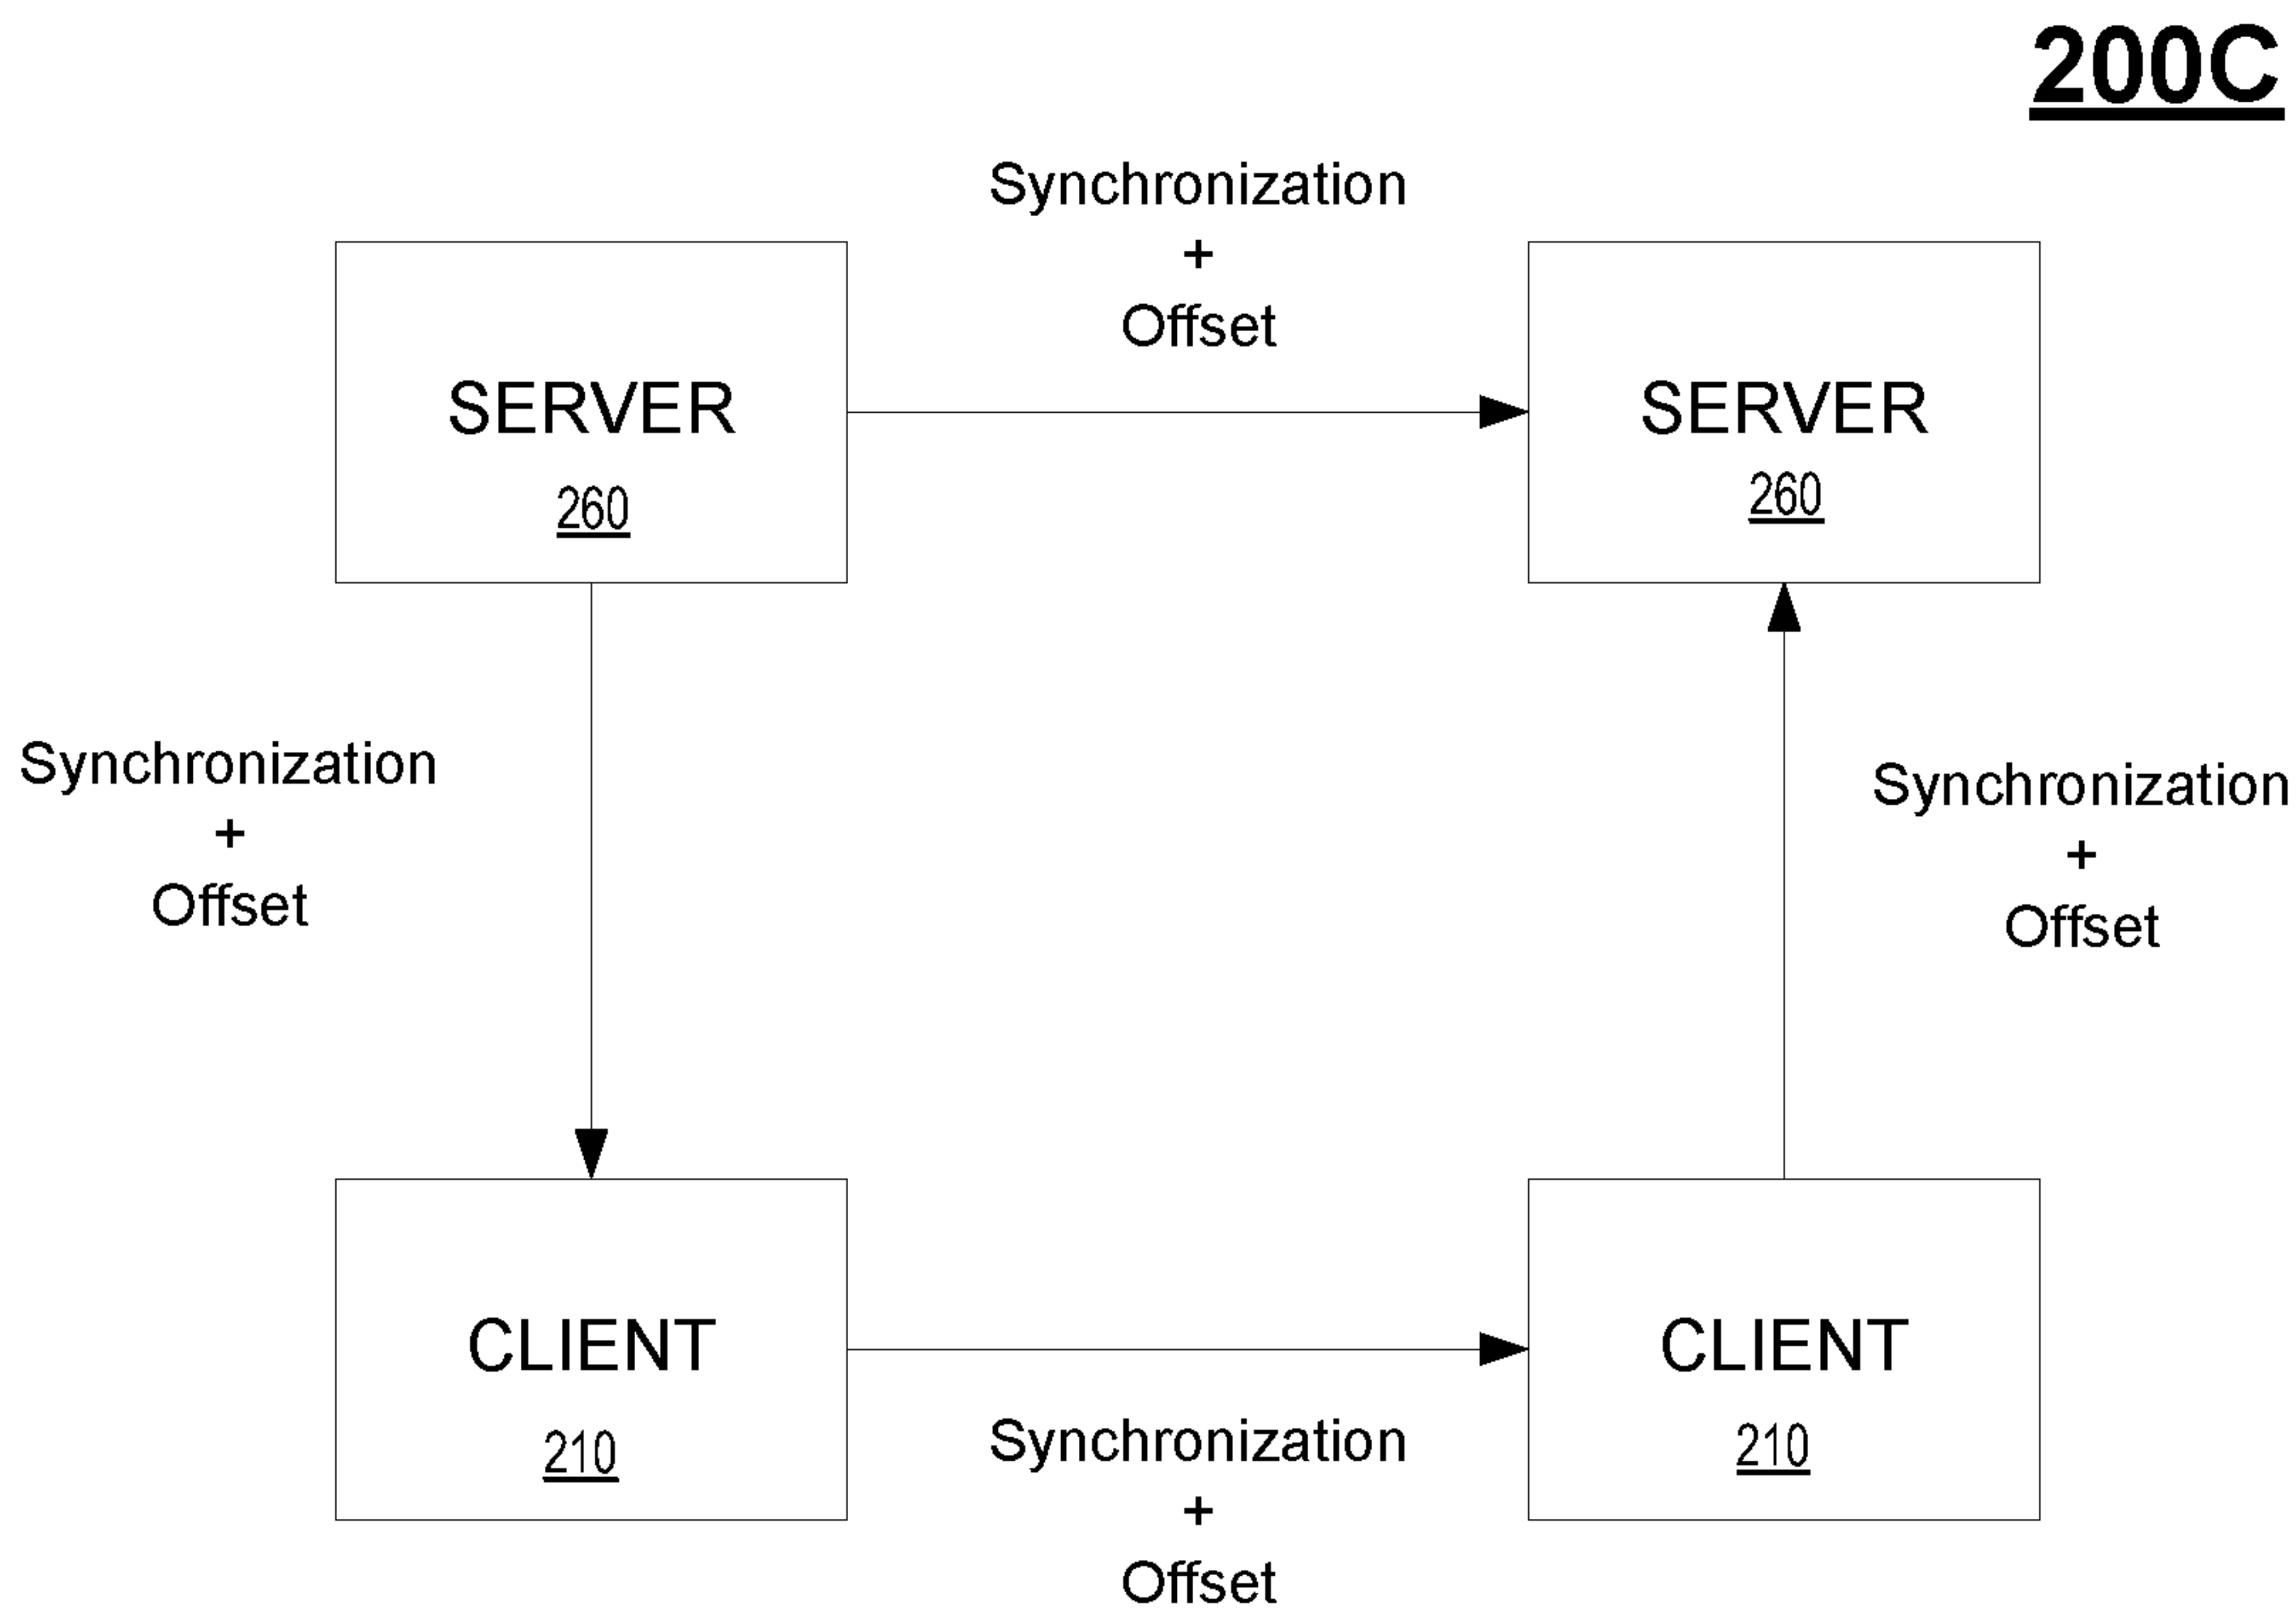 200C
Synchronization
+
Offset
SERVER
260
SERVER
260
Synchronization
+
Offset
Synchronization
+
Offset
CLIENT
210
CLIENT
210
Synchronization
+
Offset